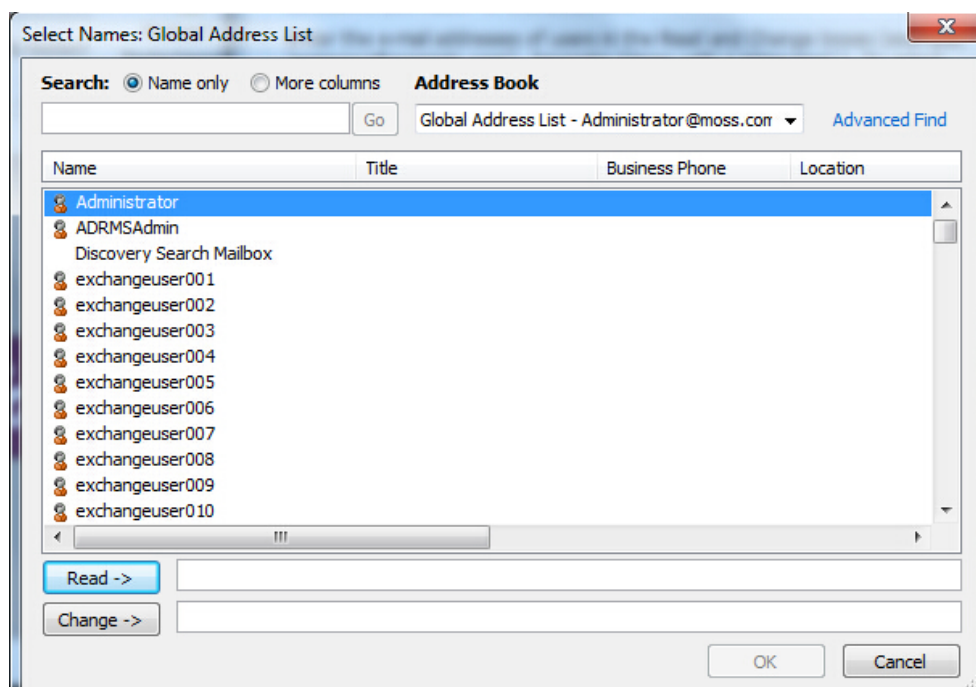 Select Names: Global Address List
Search: Name only More columns Address Book
Go Global Address List - Administrator@moss.com Advanced Find
Name Title Business Phone Location
Administrator
ADRMSAdmin
Discovery Search Mailbox
exchangeuser001
exchangeuser002
exchangeuser003
exchangeuser004
exchangeuser005
exchangeuser006
exchangeuser007
exchangeuser008
exchangeuser009
exchangeuser010
Read ->
Change ->
OK Cancel